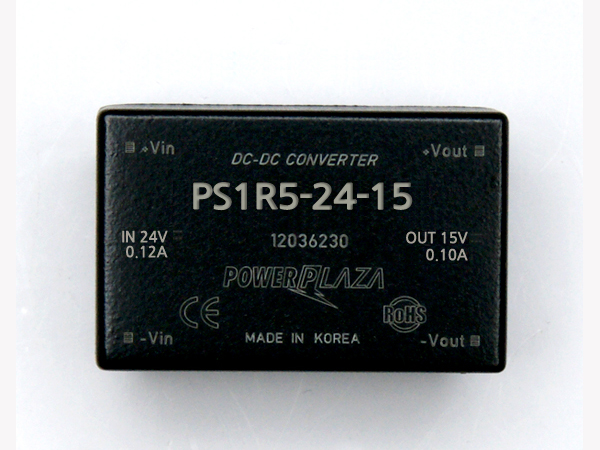 +Vin
DC-DC CONVERTER
+Vout
PS1R5-24-15
IN 24V
0.12A
12036230
OUT 15V
0.10A
POWERPLAZA
CE
RoHS
-Vin
MADE IN KOREA
-Vout